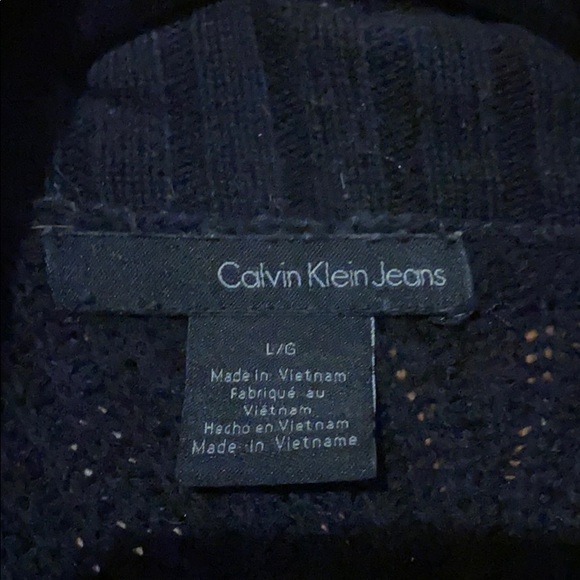 Calvin Klein Jeans
L/G
Made in Vietnam
Fabriqué au
Viêtnam
Hecho en Vietnam
Made in Vietname